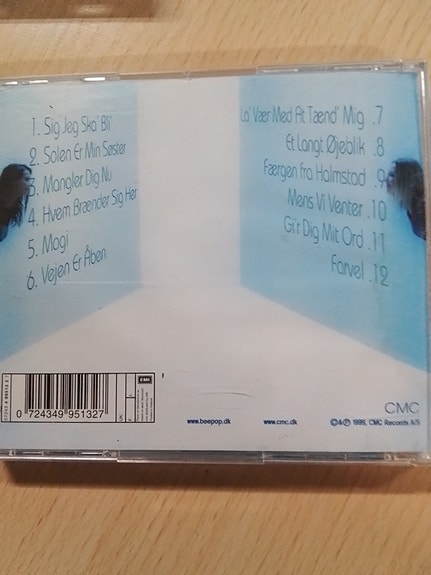 1. Sig Jeg Ska' Bli'
2. Solen Er Min Søster
3. Mangler Dig Nu
4. Hvem Brænder Sig Her
5. Mogi
6. Vejen Er Åben
La' Vær Med At Tænd' Mig .7
Et Langt Øjeblik .8
Færgen fra Halmstad .9
Mens Vi Venter .10
Gi'r Dig Mit Ord .11
Farvel .12
EMI
0 724349 951327
www.beepop.dk
www.cmc.dk
CMC
©&℗ 1999, CMC Records A/S